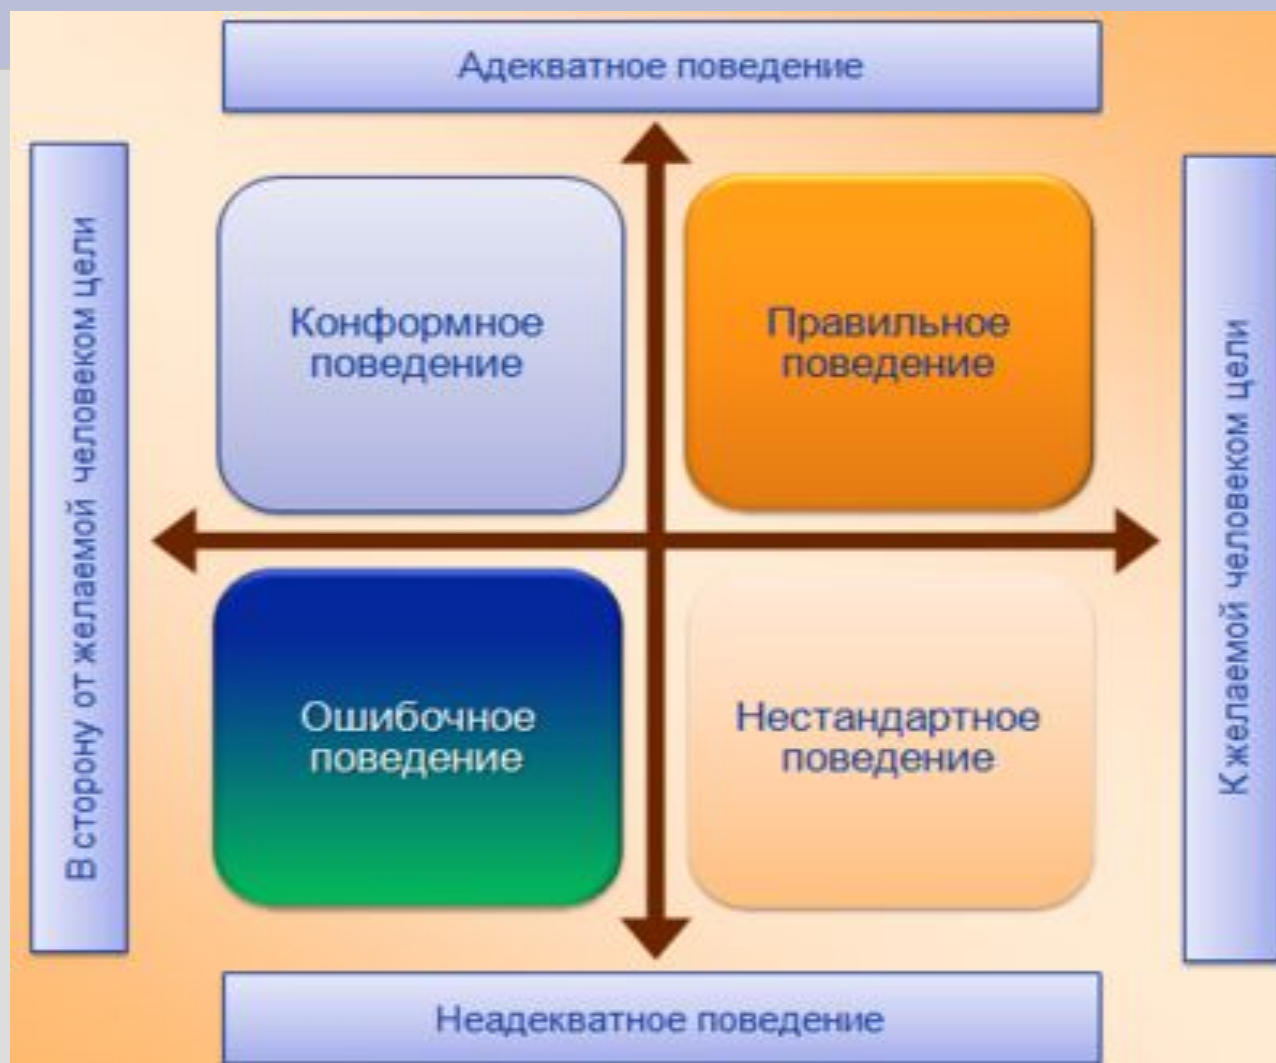 Адекватное поведение
В сторону от желаемой человеком цели
Конформное
поведение
Правильное
поведение
К желаемой человеком цели
Ошибочное
поведение
Нестандартное
поведение
Неадекватное поведение